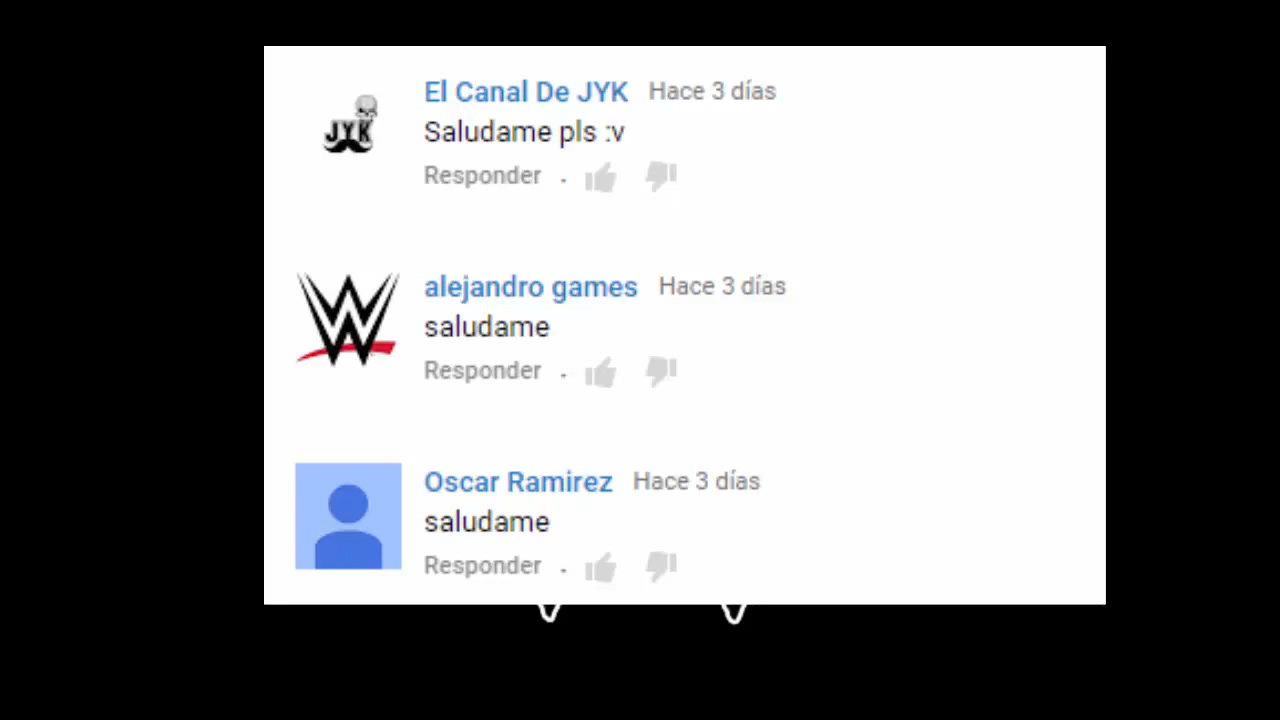 El Canal De JYK Hace 3 días
JYK
Saludame pls :v
Responder .
alejandro games Hace 3 días
saludame
Responder .
Oscar Ramirez Hace 3 días
saludame
Responder .